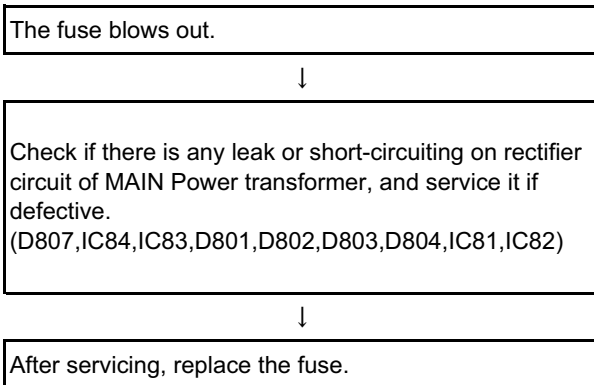 The fuse blows out.
↓
Check if there is any leak or short-circuiting on rectifier
circuit of MAIN Power transformer, and service it if
defective.
(D807,IC84,IC83,D801,D802,D803,D804,IC81,IC82)
↓
After servicing, replace the fuse.